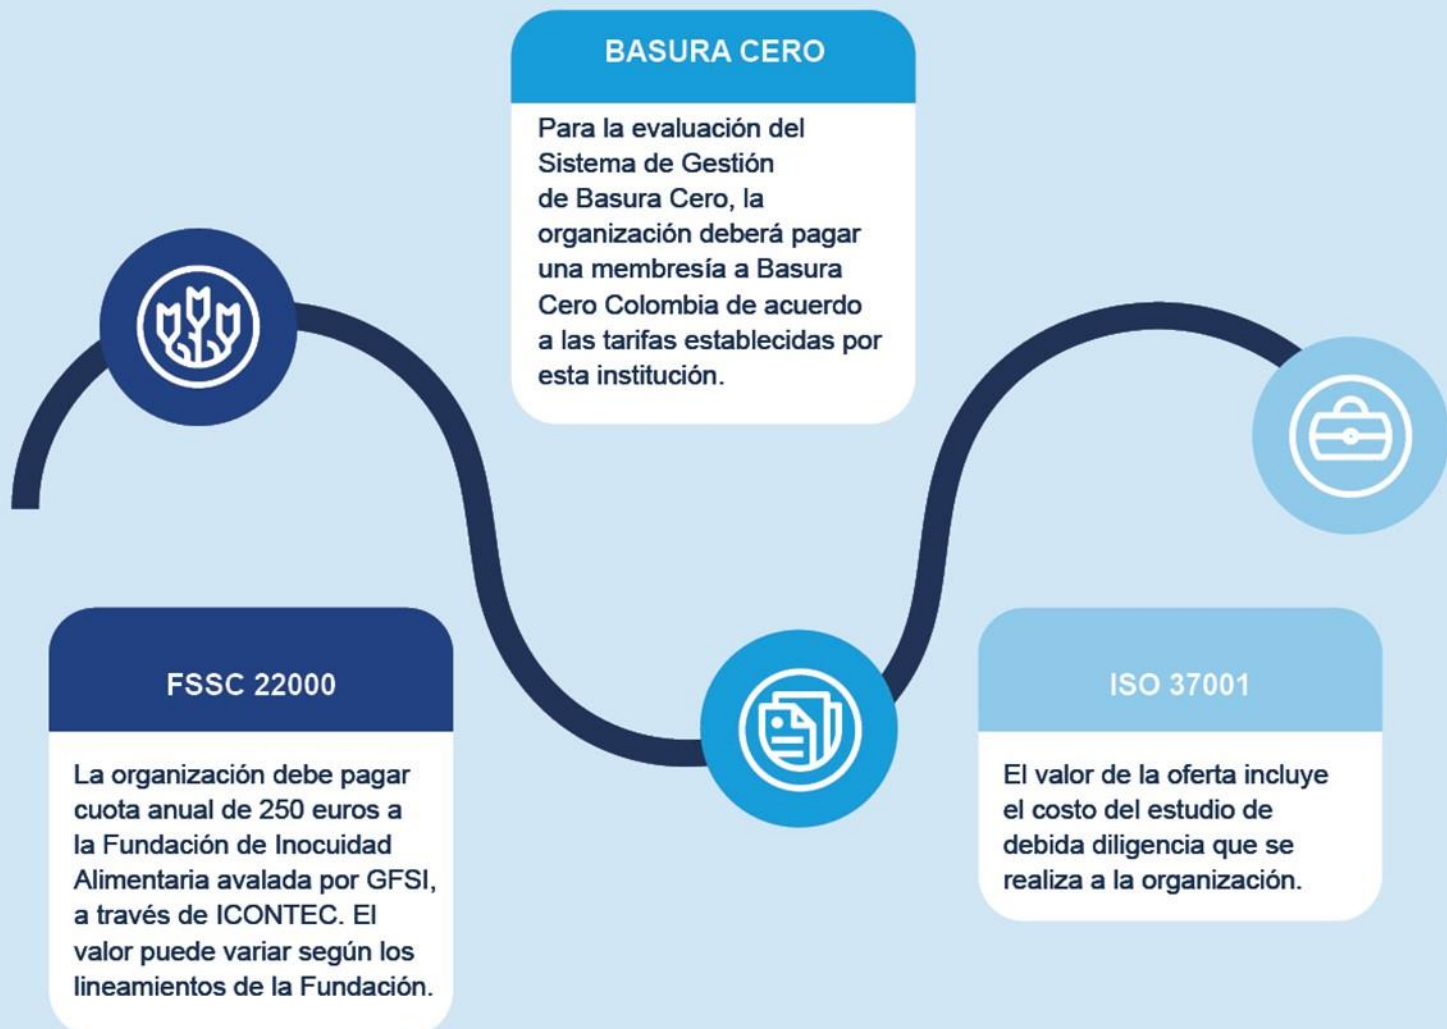 BASURA CERO
Para la evaluación del
Sistema de Gestión
de Basura Cero, la
organización deberá pagar
una membresía a Basura
Cero Colombia de acuerdo
a las tarifas establecidas por
esta institución.
FSSC 22000
La organización debe pagar
cuota anual de 250 euros a
la Fundación de Inocuidad
Alimentaria avalada por GFSI,
a través de ICONTEC. El
valor puede variar según los
lineamientos de la Fundación.
ISO 37001
El valor de la oferta incluye
el costo del estudio de
debida diligencia que se
realiza a la organización.